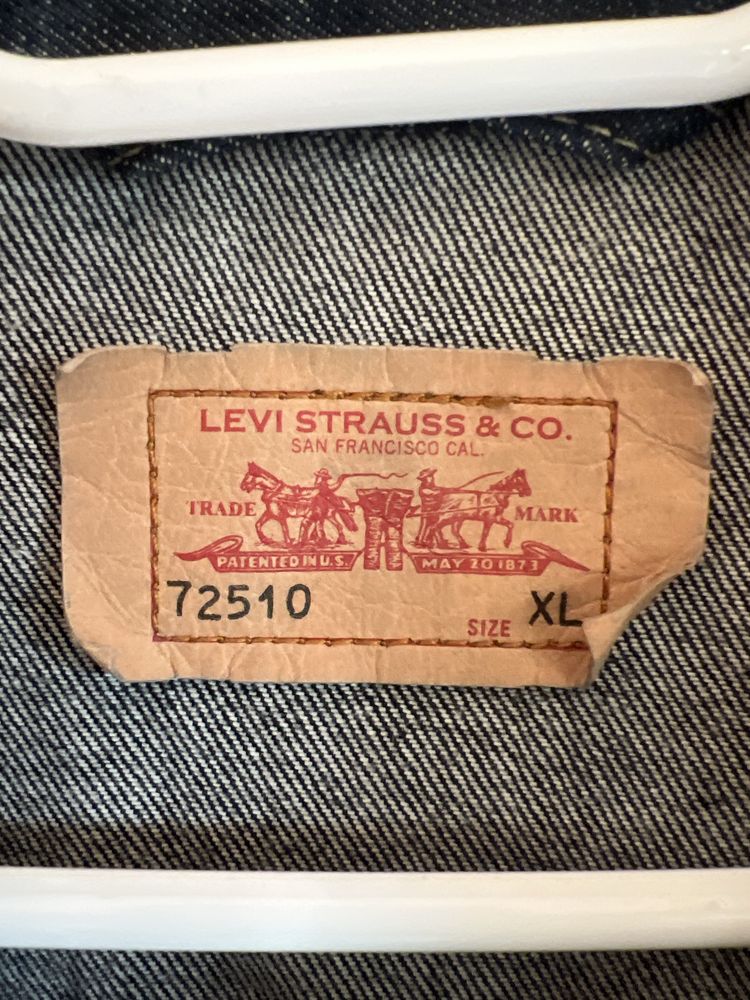 LEVI STRAUSS & CO.
SAN FRANCISCO CAL.
TRADE MARK
PATENTED IN U.S. MAY 20 1873
72510
SIZE XL